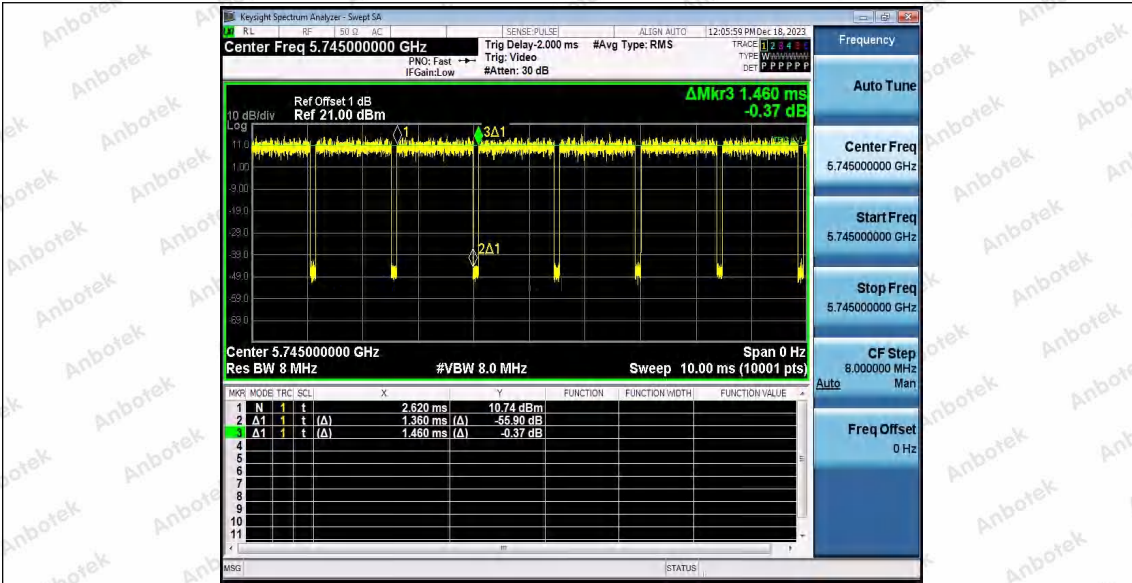 Keysight Spectrum Analyzer - Swept SA
RL RF 50 Ω AC SENSE:PULSE ALIGN AUTO 12:05:59 PM Dec 18, 2023
Center Freq 5.745000000 GHz
PNO: Fast
IFGain:Low
Trig Delay-2.000 ms
Trig: Video
#Atten: 30 dB
#Avg Type: RMS
TRACE 1 2 3 4 5 6
TYPE W
DET P P P P P P
10 dB/div
Log
Ref Offset 1 dB
Ref 21.00 dBm
ΔMkr3 1.460 ms
-0.37 dB
11.0
1.00
-9.00
-19.0
-29.0
-39.0
-49.0
-59.0
-69.0
1
3Δ1
2Δ1
Center 5.745000000 GHz Span 0 Hz
Res BW 8 MHz #VBW 8.0 MHz Sweep 10.00 ms (10001 pts)
MKR MODE TRC SCL X Y FUNCTION FUNCTION WIDTH FUNCTION VALUE
1 N 1 t 2.620 ms 10.74 dBm
2 Δ1 1 t (Δ) 1.360 ms (Δ) -55.90 dB
3 Δ1 1 t (Δ) 1.460 ms (Δ) -0.37 dB
4
5
6
7
8
9
10
11
MSG STATUS
Frequency
Auto Tune
Center Freq
5.745000000 GHz
Start Freq
5.745000000 GHz
Stop Freq
5.745000000 GHz
CF Step
8.000000 MHz
Auto Man
Freq Offset
0 Hz
Anbotek